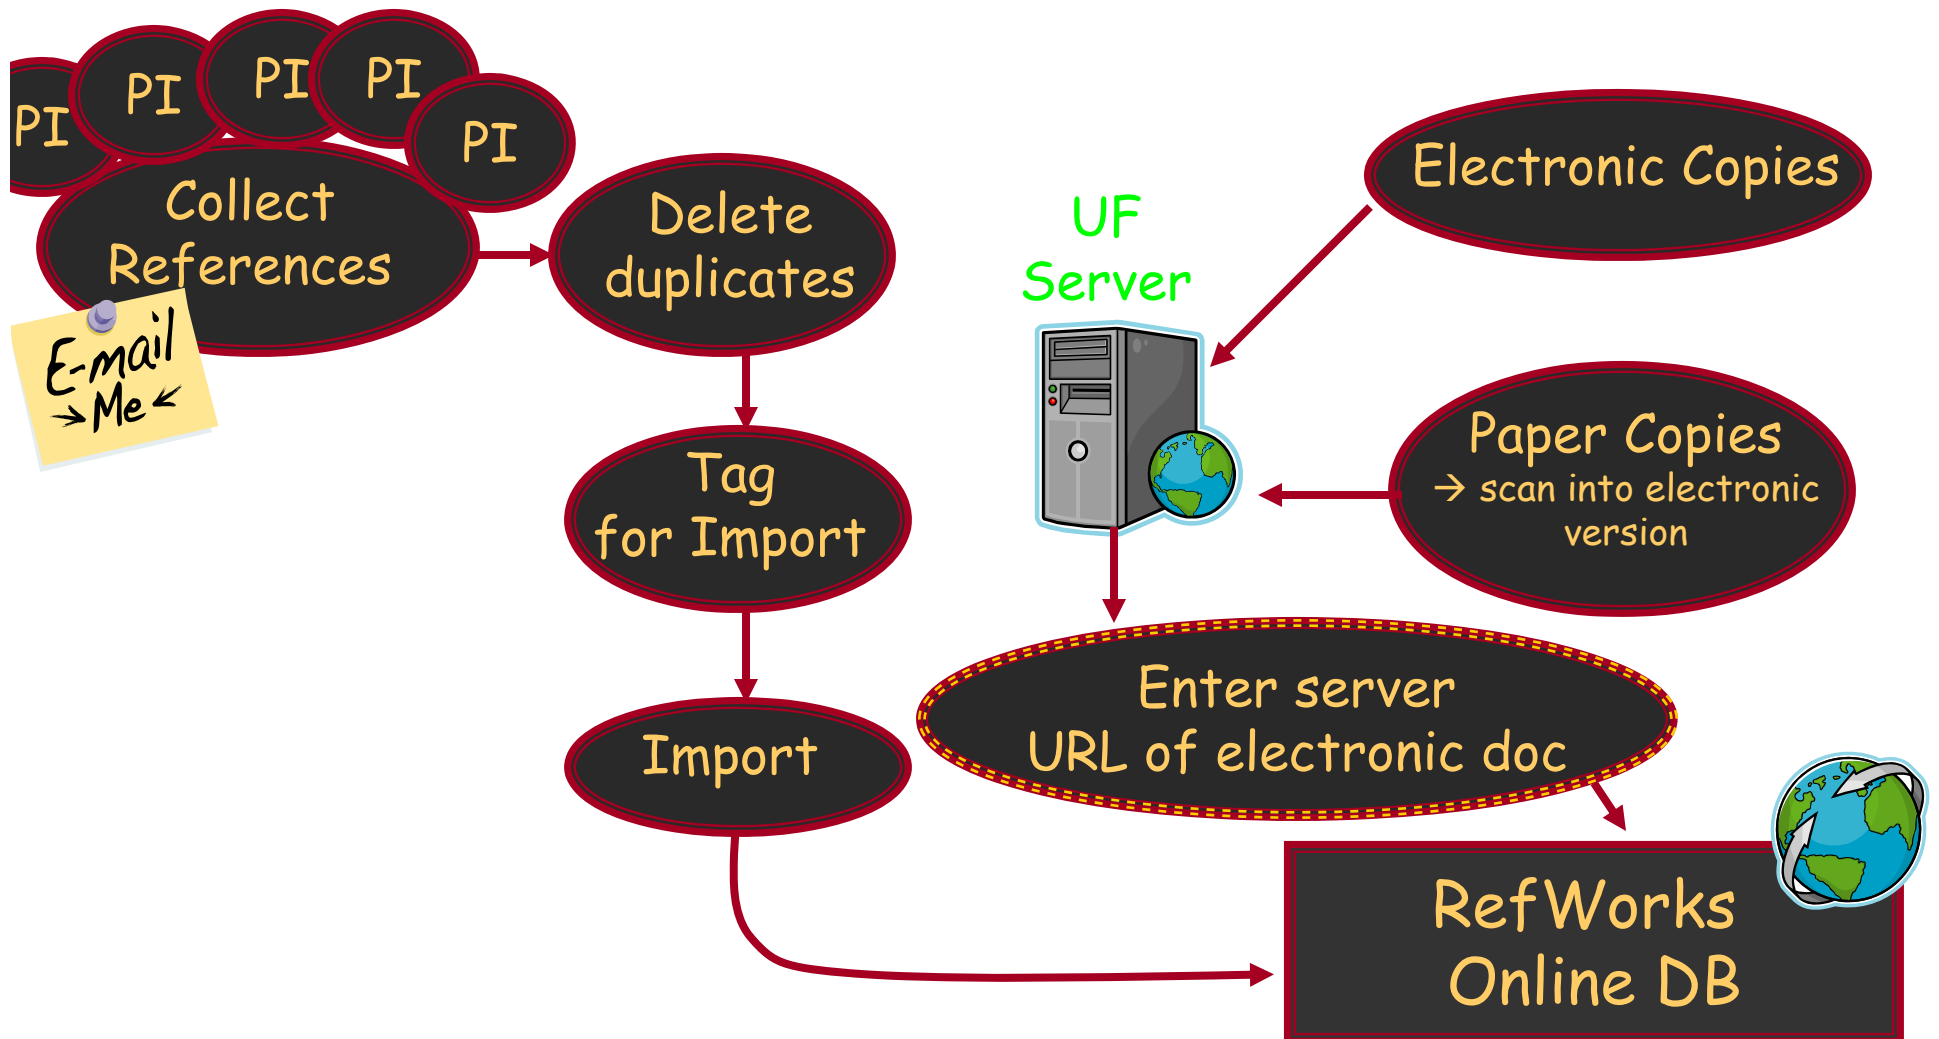 PI
PI
PI
PI
PI
Collect
References
E-mail
Me
Delete
duplicates
Tag
for Import
Import
UF
Server
Electronic Copies
Paper Copies
→ scan into electronic
version
Enter server
URL of electronic doc
RefWorks
Online DB